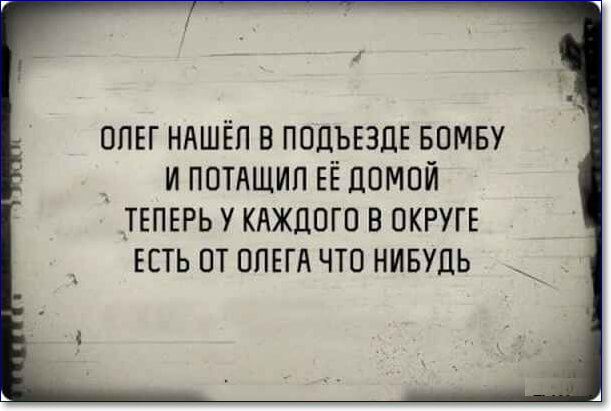 ОЛЕГ НАШЁЛ В ПОДЪЕЗДЕ БОМБУ
И ПОТАЩИЛ ЕЁ ДОМОЙ
ТЕПЕРЬ У КАЖДОГО В ОКРУГЕ
ЕСТЬ ОТ ОЛЕГА ЧТО НИБУДЬ